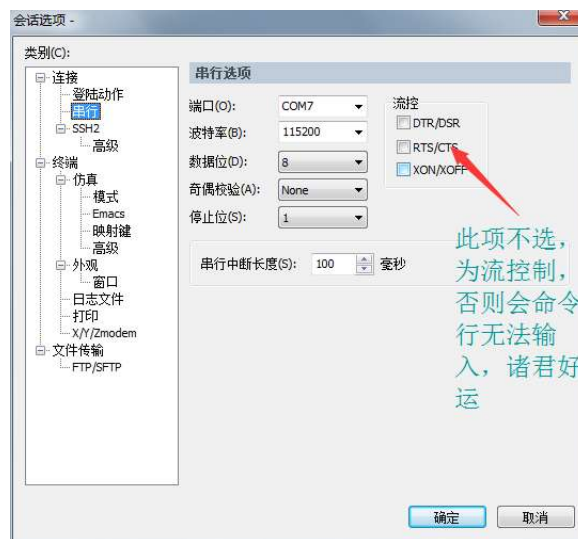 会话选项 -
类别(C):
连接
登陆动作
串行
SSH2
高级
终端
仿真
模式
Emacs
映射键
高级
外观
窗口
日志文件
打印
X/Y/Zmodem
文件传输
FTP/SFTP
串行选项
端口(O): COM7
波特率(B): 115200
数据位(D): 8
奇偶校验(A): None
停止位(S): 1
流控
DTR/DSR
RTS/CTS
XON/XOFF
串行中断长度(S): 100 毫秒
此项不选，
为流控制，
否则会命令
行无法输
入，诸君好
运
确定 取消